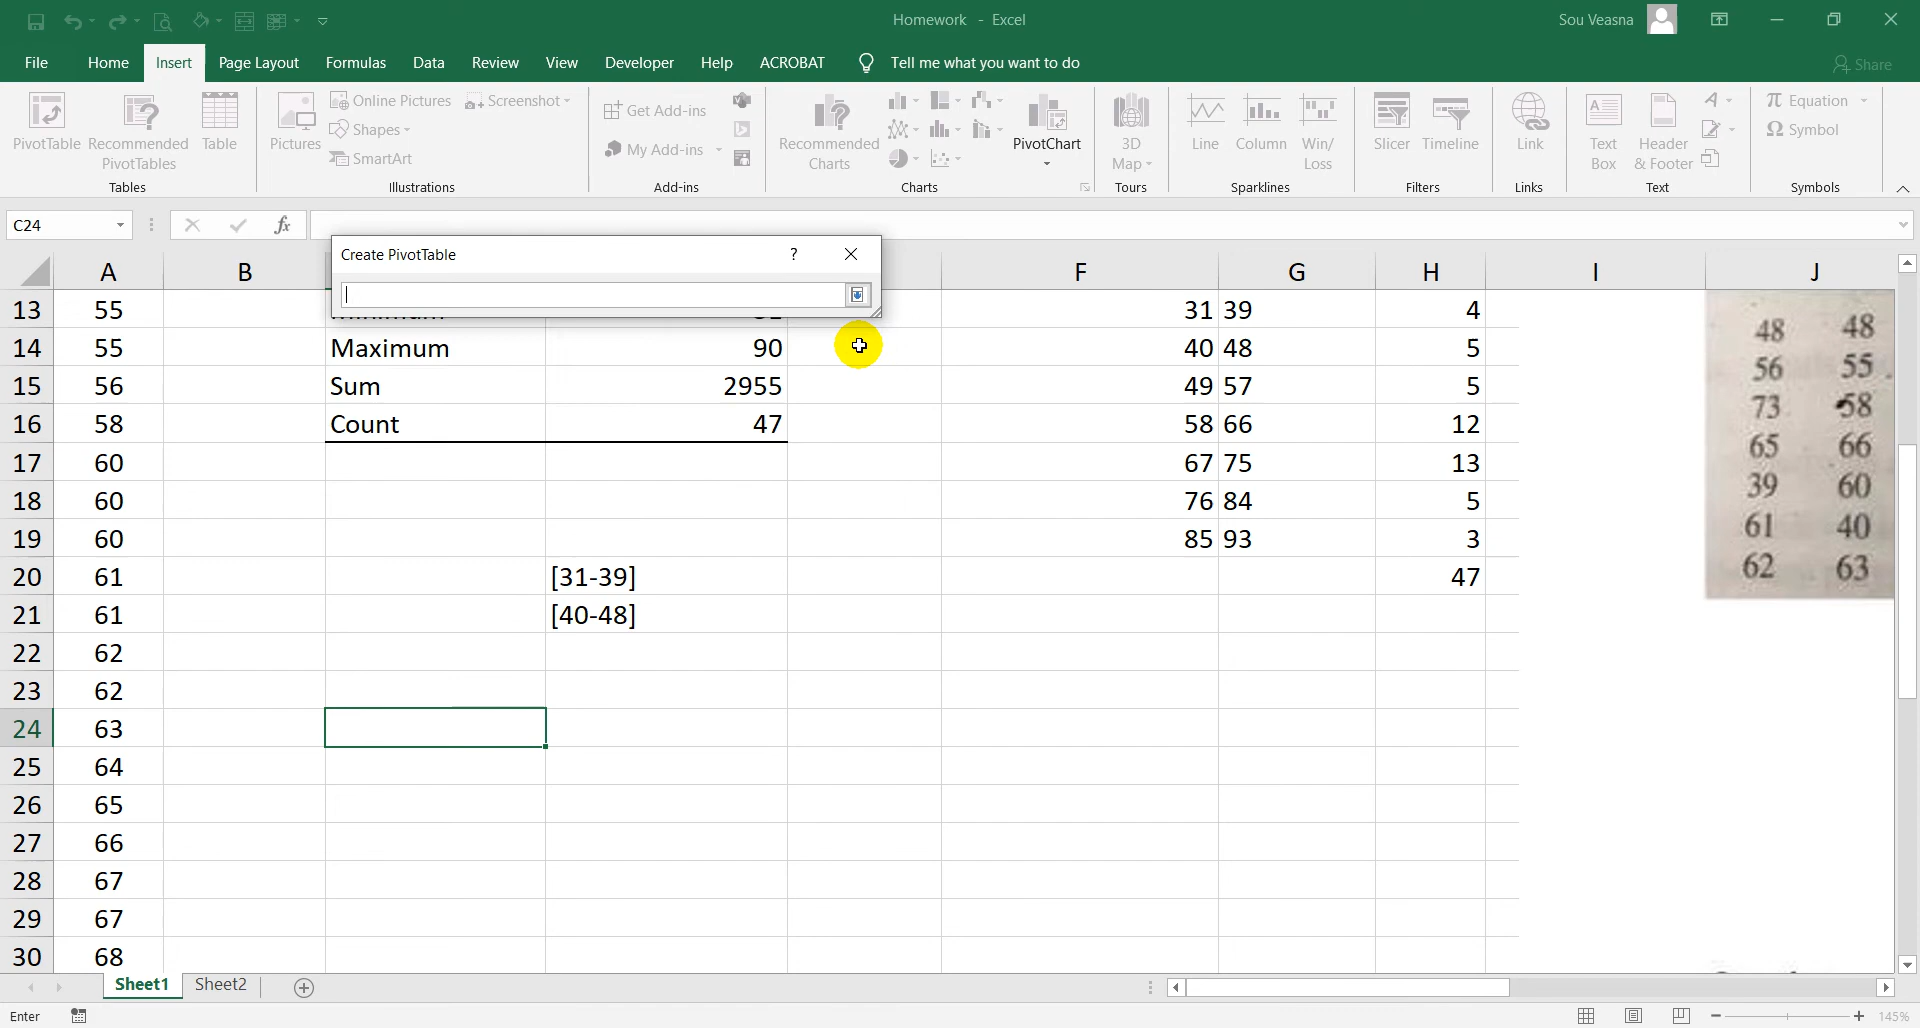 Homework - Excel
Sou Veasna
File Home Insert Page Layout Formulas Data Review View Developer Help ACROBAT Tell me what you want to do Share
PivotTable
Recommended PivotTables
Table
Tables
Pictures
Online Pictures
Shapes
SmartArt
Screenshot
Illustrations
Get Add-ins
My Add-ins
Add-ins
Recommended Charts
PivotChart
Charts
3D Map
Tours
Line
Column
Win/ Loss
Sparklines
Slicer
Timeline
Filters
Link
Links
Text Box
Header & Footer
Text
Equation
Symbol
Symbols
C24
fx
Create PivotTable ?
A B F G H I J
13 55 31 39 4
14 55 Maximum 90 40 48 5
15 56 Sum 2955 49 57 5
16 58 Count 47 58 66 12
17 60 67 75 13
18 60 76 84 5
19 60 85 93 3
20 61 [31-39] 47
21 61 [40-48]
22 62
23 62
24 63
25 64
26 65
27 66
28 67
29 67
30 68
48 48
56 55
73 58
65 66
39 60
61 40
62 63
Sheet1 Sheet2
Enter
145%